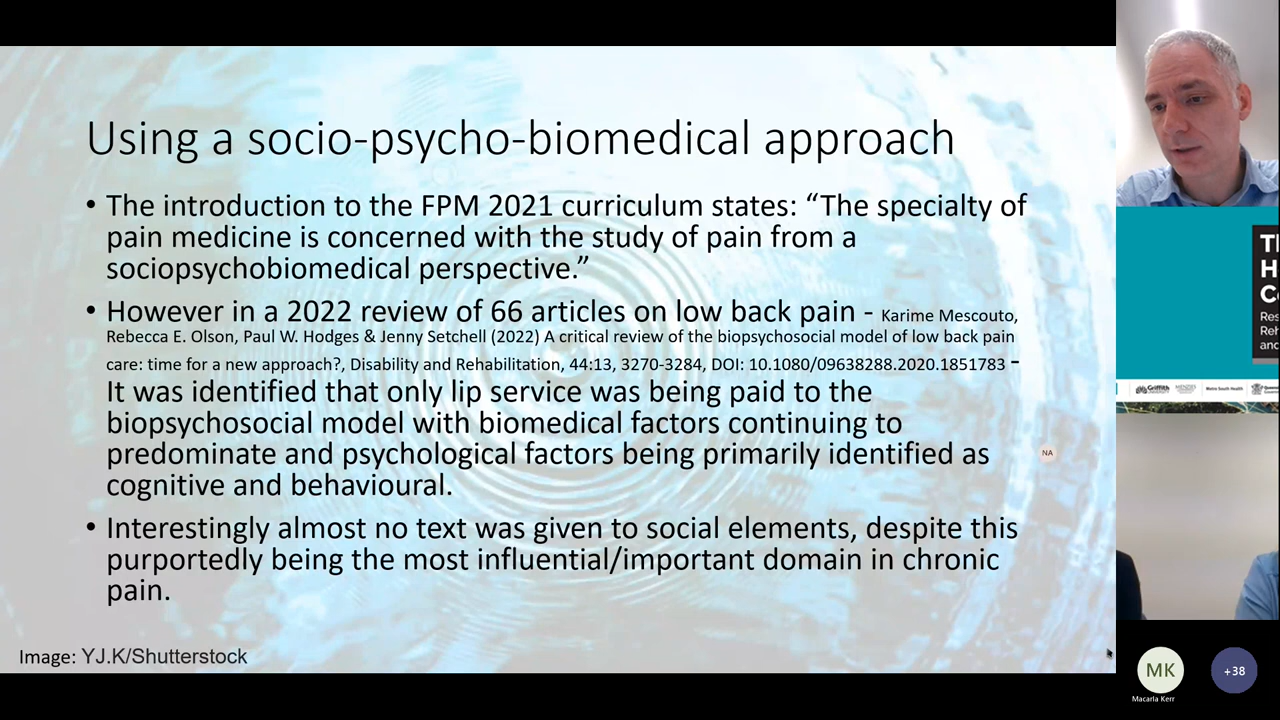 Using a socio-psycho-biomedical approach
• The introduction to the FPM 2021 curriculum states: “The specialty of
pain medicine is concerned with the study of pain from a
sociopsychobiomedical perspective.”
• However in a 2022 review of 66 articles on low back pain - Karime Mescouto,
Rebecca E. Olson, Paul W. Hodges & Jenny Setchell (2022) A critical review of the biopsychosocial model of low back pain
care: time for a new approach?, Disability and Rehabilitation, 44:13, 3270-3284, DOI: 10.1080/09638288.2020.1851783 –
It was identified that only lip service was being paid to the
biopsychosocial model with biomedical factors continuing to
predominate and psychological factors being primarily identified as
cognitive and behavioural.
• Interestingly almost no text was given to social elements, despite this
purportedly being the most influential/important domain in chronic
pain.
Image: YJ.K/Shutterstock
NA
Griffith
Metro South Health
MK
Macarla Kerr
+38